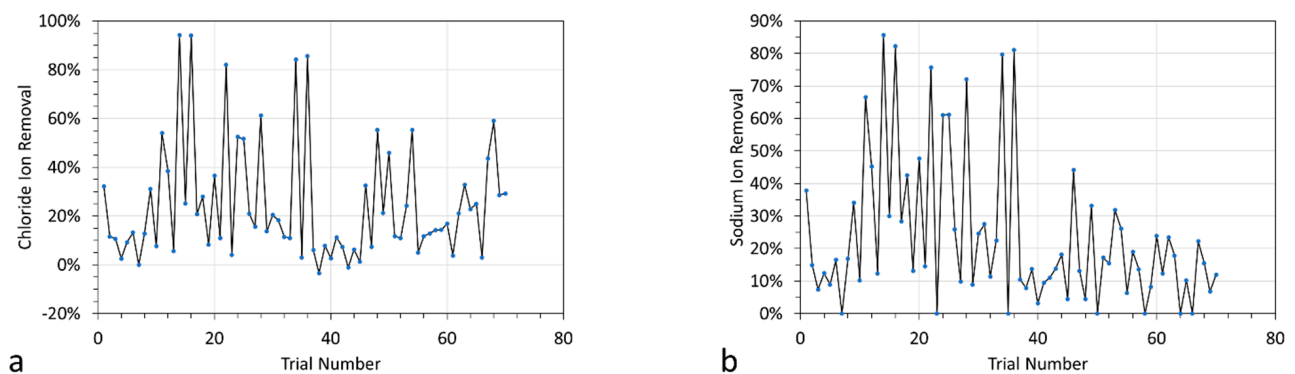 100%
80%
60%
40%
20%
0%
-20%
Chloride Ion Removal
0 20 40 60 80
Trial Number
a
90%
80%
70%
60%
50%
40%
30%
20%
10%
0%
Sodium Ion Removal
0 20 40 60 80
Trial Number
b